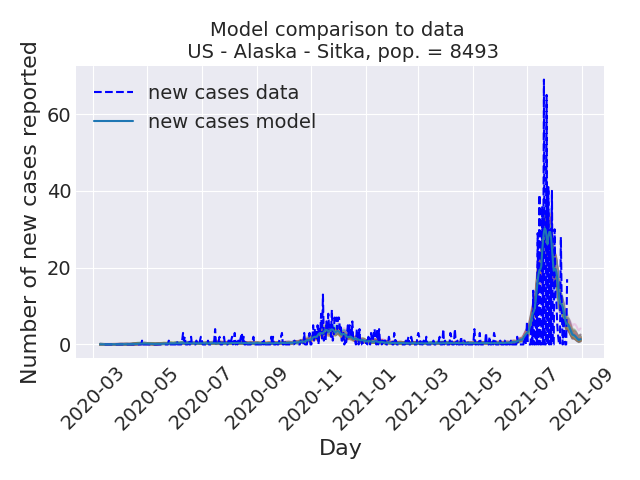 Model comparison to data
US - Alaska - Sitka, pop. = 8493
new cases data
new cases model
Number of new cases reported
60
40
20
0
2020-03
2020-05
2020-07
2020-09
2020-11
2021-01
2021-03
2021-05
2021-07
2021-09
Day